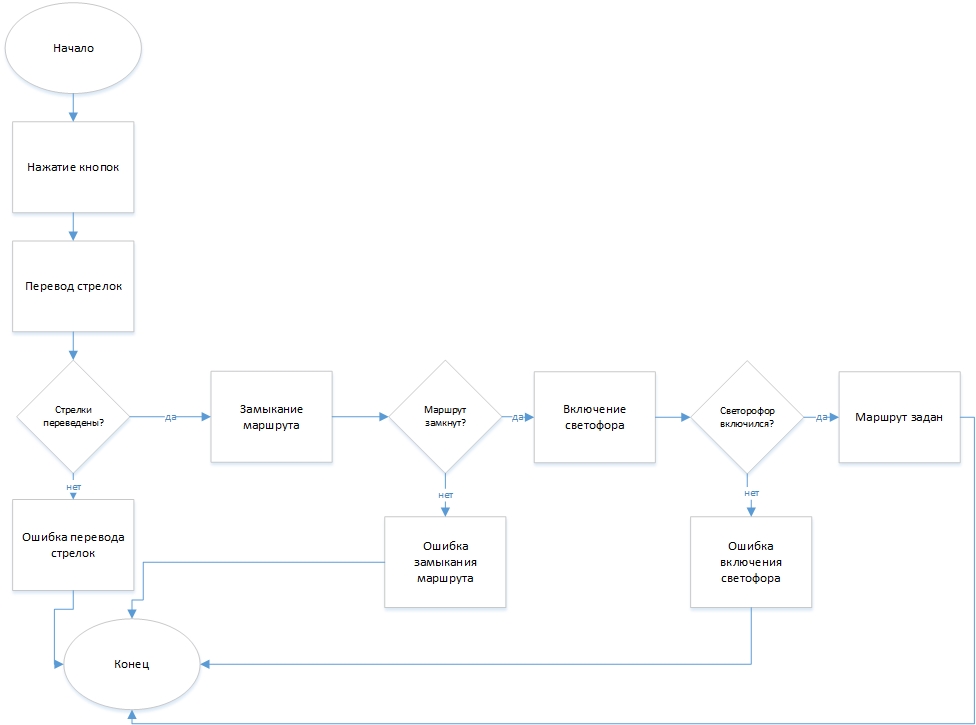 Начало
Нажатие кнопок
Перевод стрелок
Стрелки
переведены?
да
Замыкание
маршрута
Маршрут
замкнут?
да
Включение
светофора
Светорофор
включился?
да
Маршрут задан
нет
нет
нет
Ошибка перевода
стрелок
Ошибка
замыкания
маршрута
Ошибка
включения
светофора
Конец